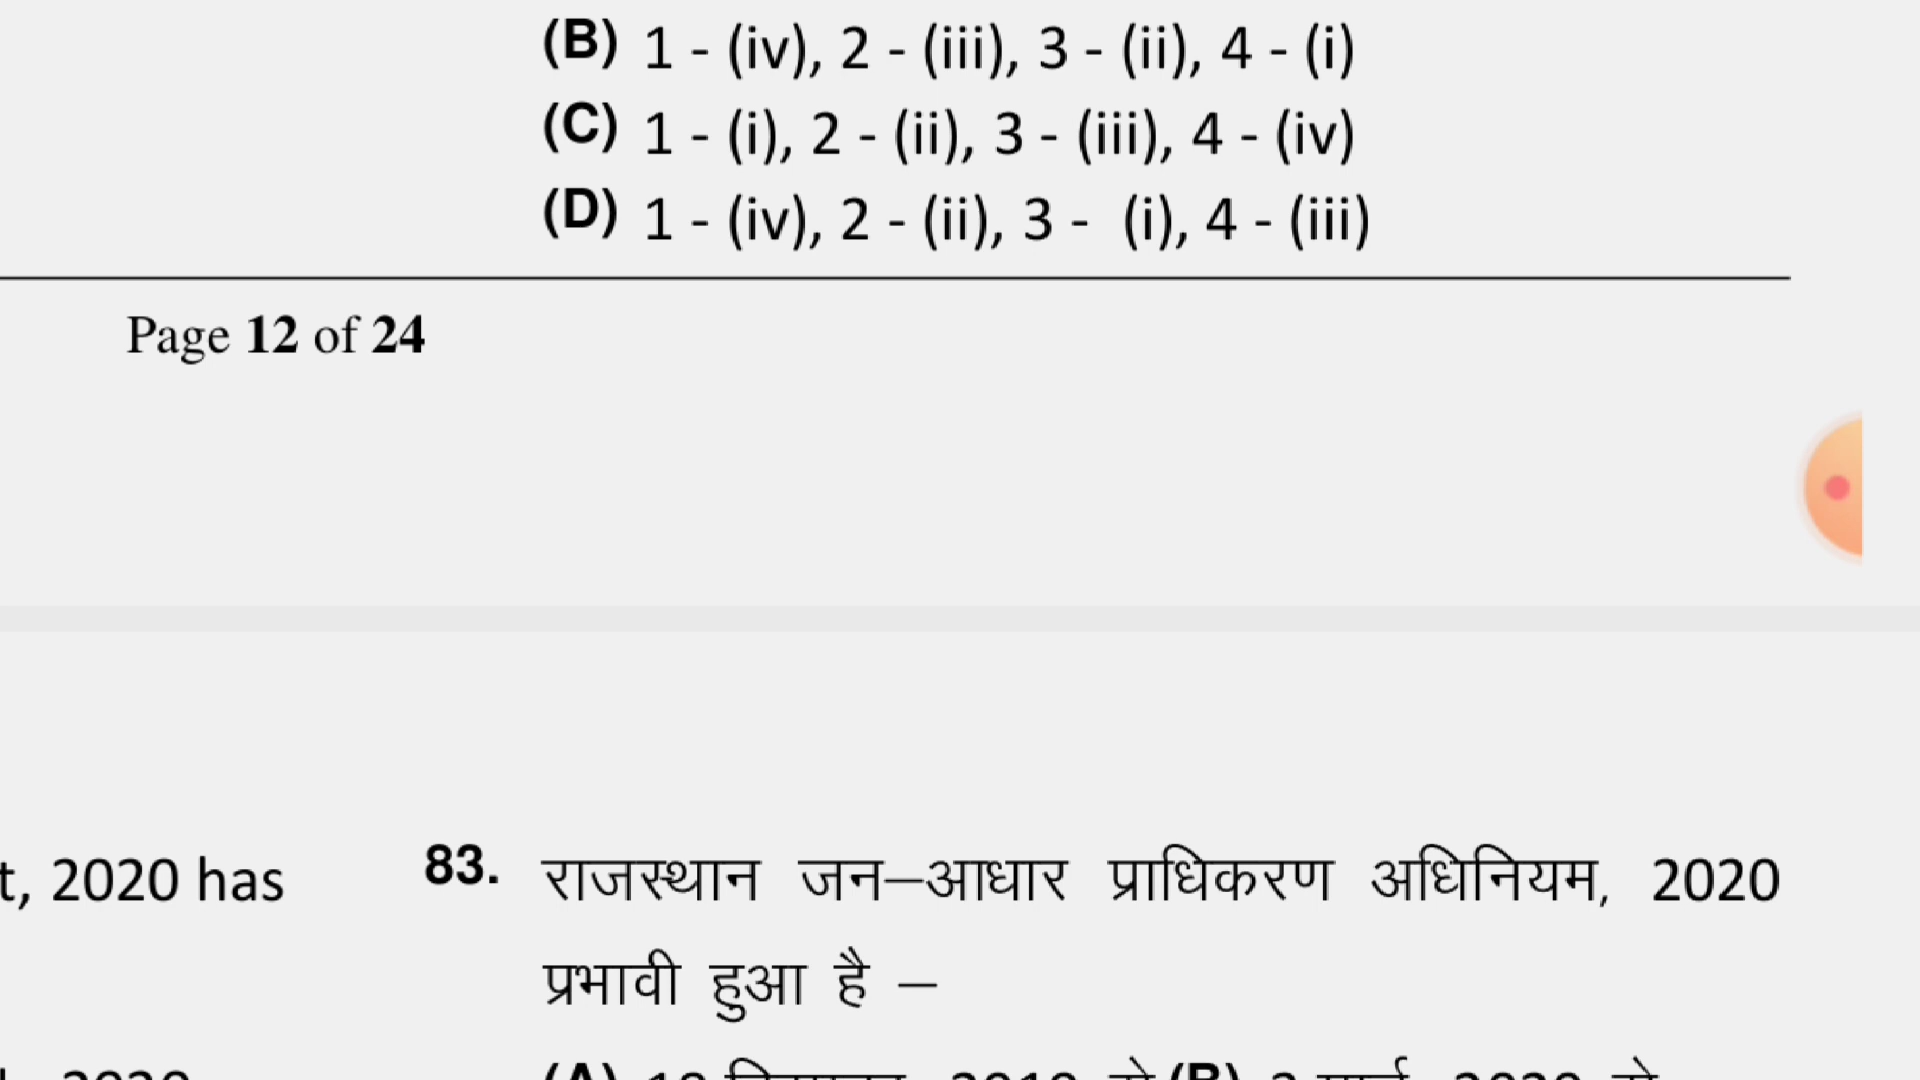 (B) 1 - (iv), 2 - (iii), 3 - (ii), 4 - (i)
(C) 1 - (i), 2 - (ii), 3 - (iii), 4 - (iv)
(D) 1 - (iv), 2 - (ii), 3 - (i), 4 - (iii)
Page 12 of 24
t, 2020 has
83. राजस्थान जन–आधार प्राधिकरण अधिनियम, 2020
प्रभावी हुआ है –